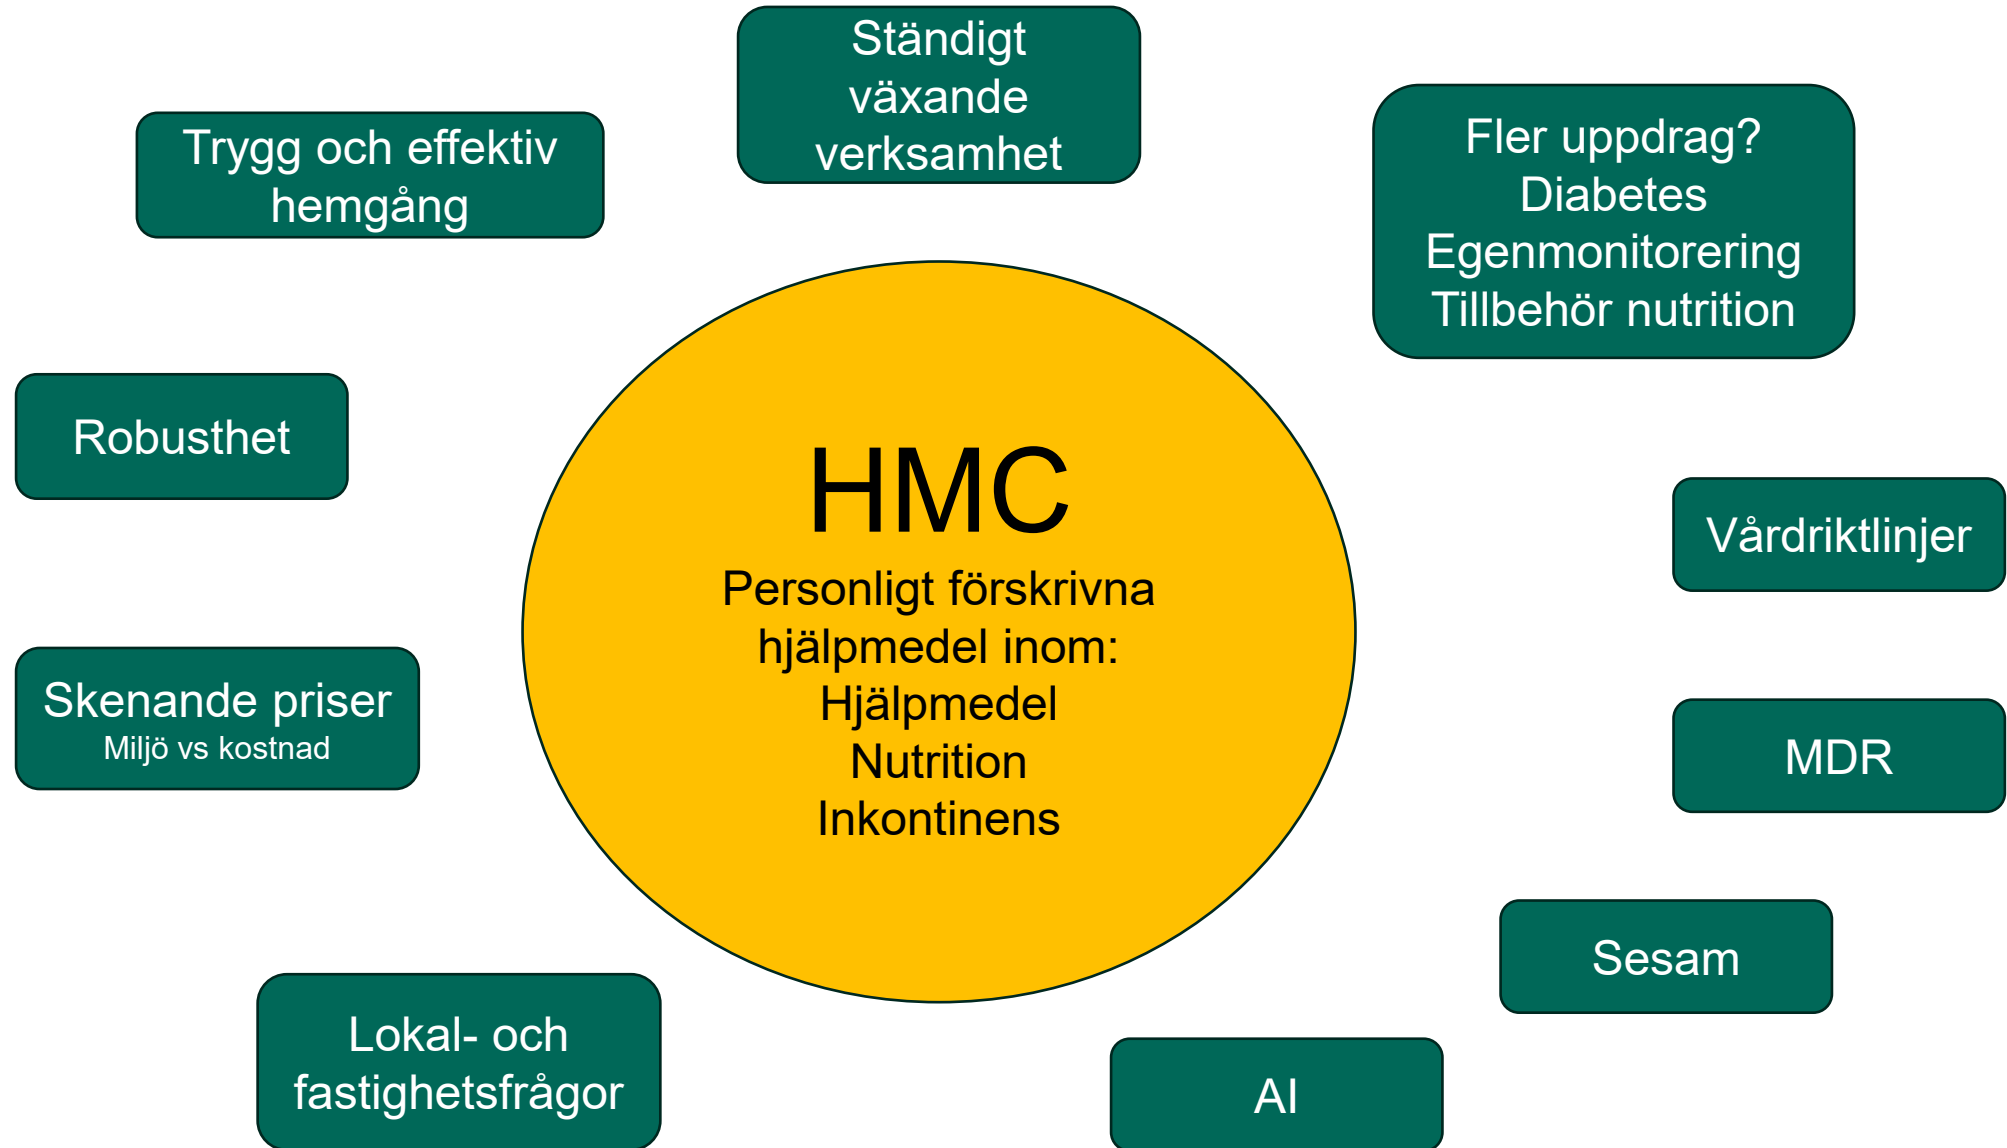 Ständigt
växande
verksamhet
Trygg och effektiv
hemgång
Fler uppdrag?
Diabetes
Egenmonitorering
Tillbehör nutrition
Robusthet
HMC
Personligt förskrivna
hjälpmedel inom:
Hjälpmedel
Nutrition
Inkontinens
Vårdriktlinjer
Skenande priser
Miljö vs kostnad
MDR
Sesam
Lokal- och
fastighetsfrågor
AI